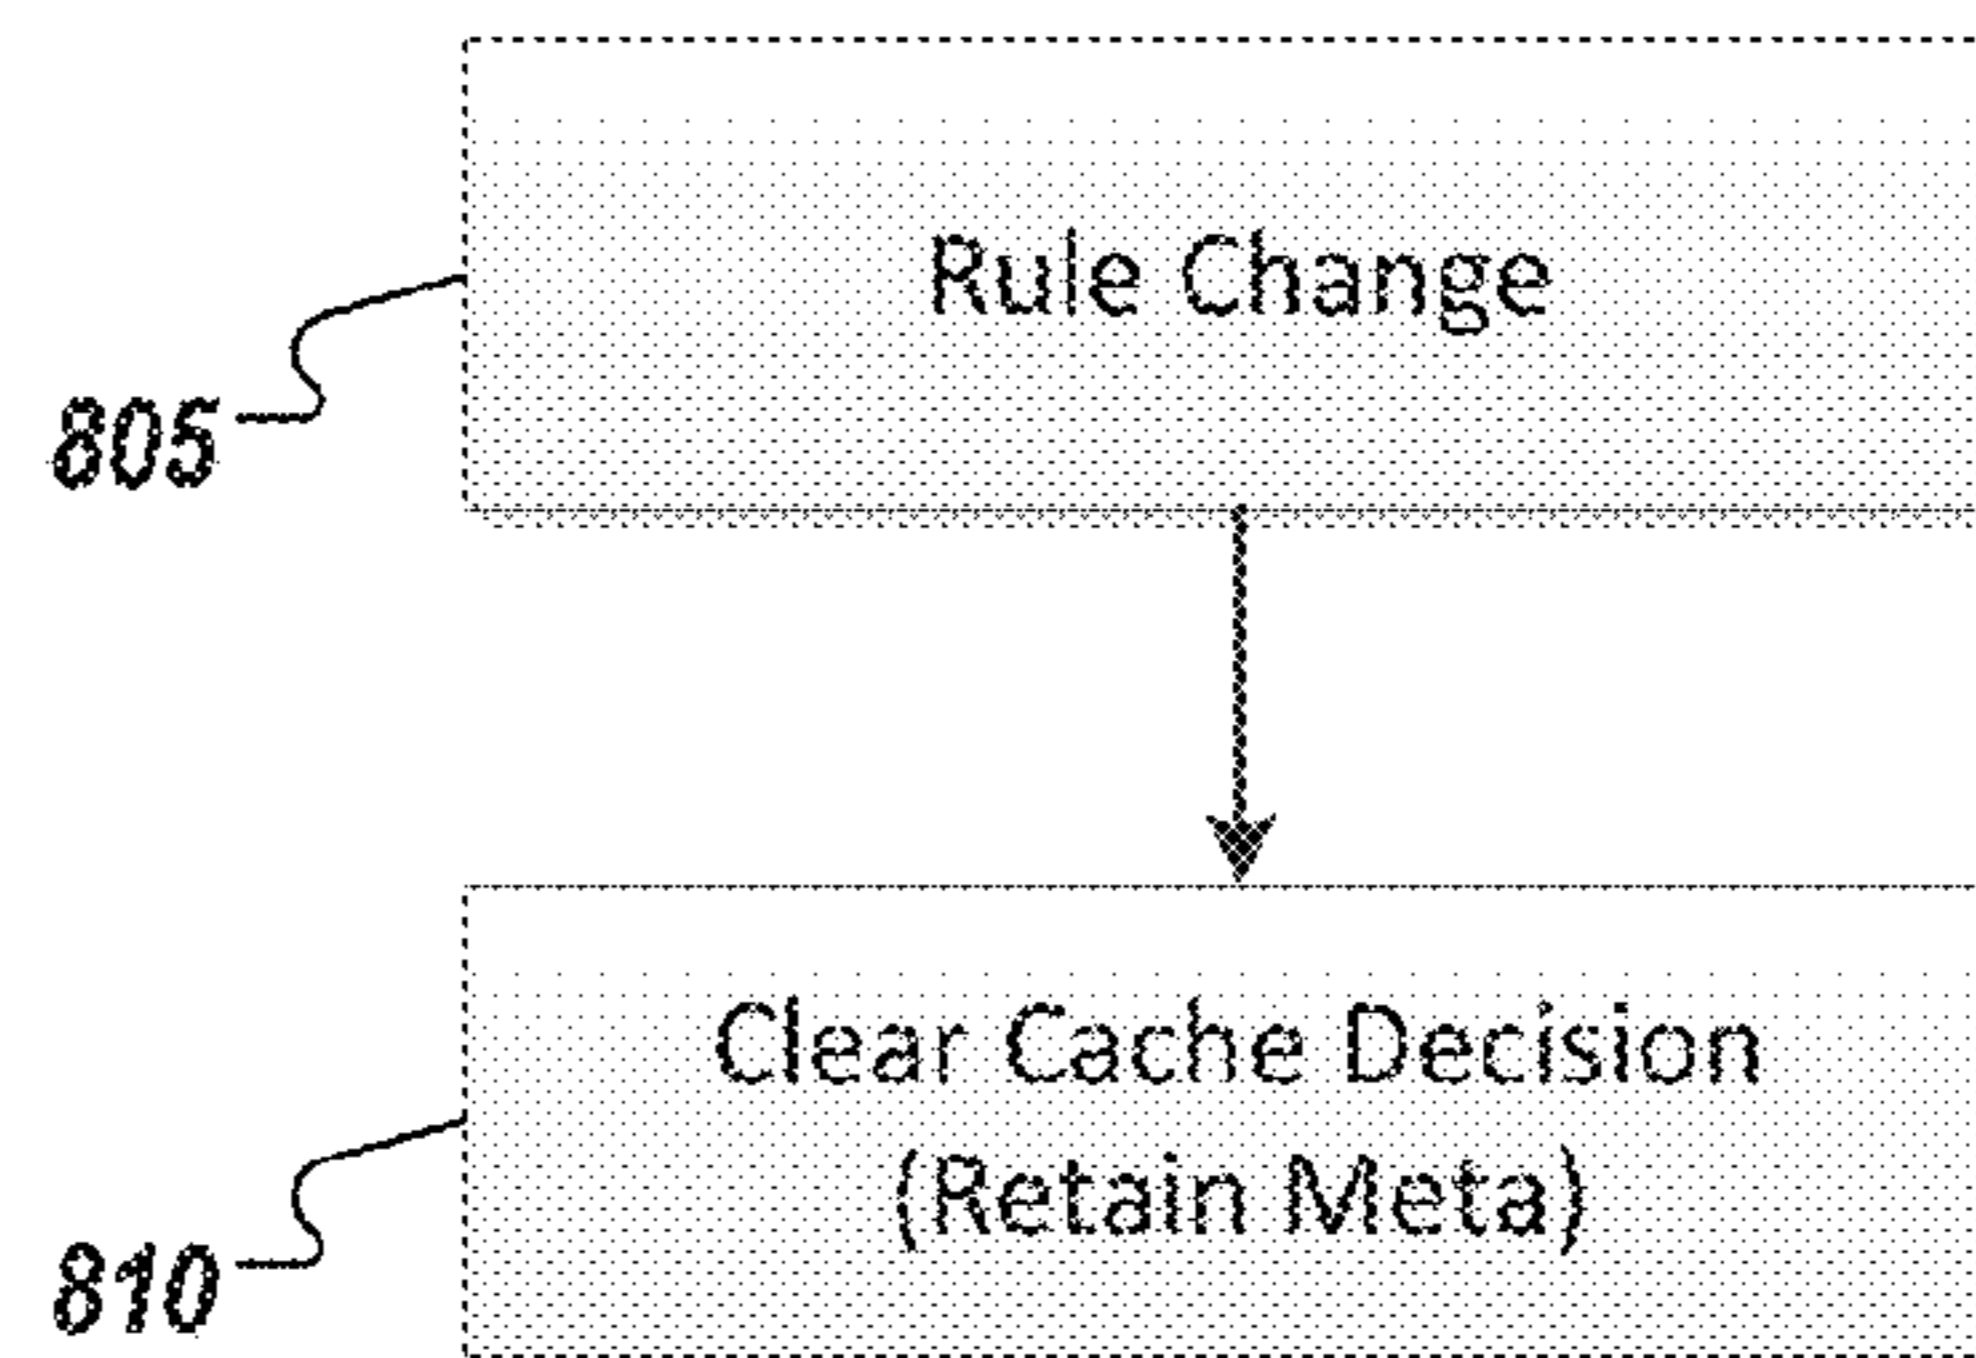 Rule Change
805
Clear Cache Decision
(Retain Meta)
810